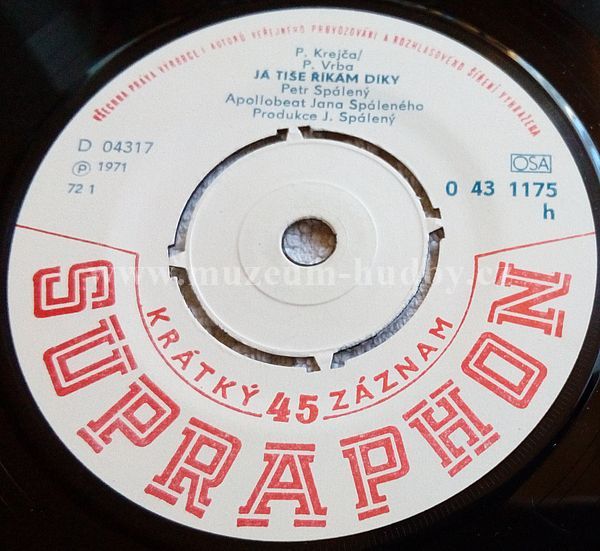 VŠECHNA PRÁVA VÝROBCŮ I AUTORŮ VEŘEJNÉHO PROVOZOVÁNÍ A ROZHLASOVÉHO ŠÍŘENÍ VYHRAŽENA
P. Krejča/
P. Vrba
JÁ TIŠE ŘÍKÁM DÍKY
Petr Spálený
Apollobeat Jana Spáleného
Produkce J. Spálený
D 04317
Ⓟ 1971
72 1
OSA
0 43 1175
h
www.muzeum-hudby.cz
KRÁTKÝ 45 ZÁZNAM
SUPRAPHON